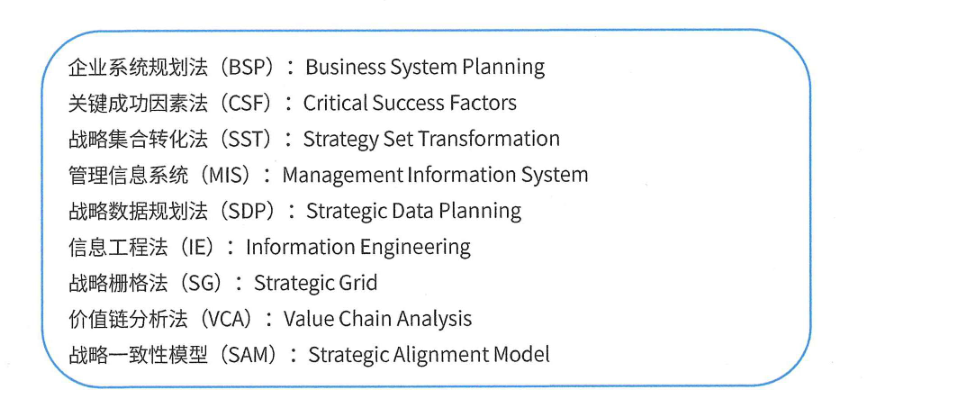 企业系统规划法（BSP）：Business System Planning
关键成功因素法（CSF）：Critical Success Factors
战略集合转化法（SST）：Strategy Set Transformation
管理信息系统（MIS）：Management Information System
战略数据规划法（SDP）：Strategic Data Planning
信息工程法（IE）：Information Engineering
战略栅格法（SG）：Strategic Grid
价值链分析法（VCA）：Value Chain Analysis
战略一致性模型（SAM）：Strategic Alignment Model